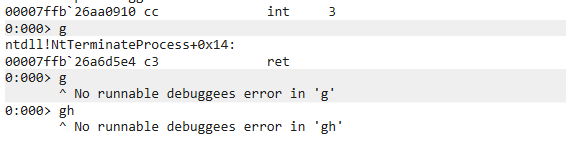 00007ffb`26aa0910 cc              int     3
0:000> g
ntdll!NtTerminateProcess+0x14:
00007ffb`26a6d5e4 c3              ret
0:000> g
       ^ No runnable debuggees error in 'g'
0:000> gh
       ^ No runnable debuggees error in 'gh'